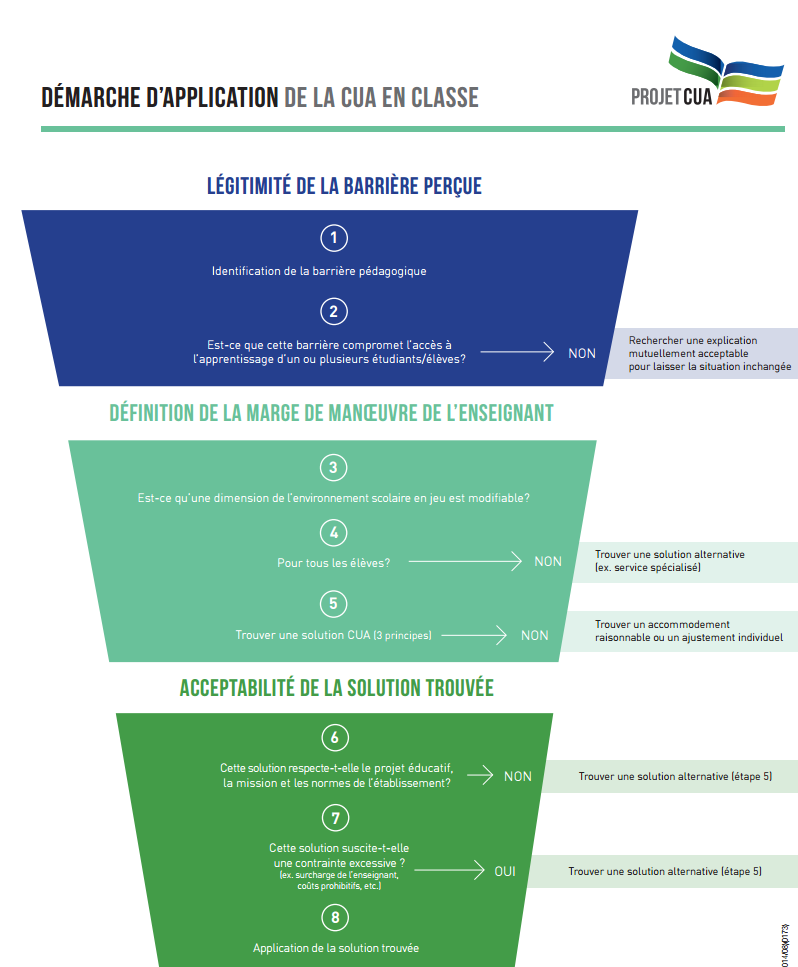 DÉMARCHE D'APPLICATION DE LA CUA EN CLASSE
PROJET CUA
LÉGITIMITÉ DE LA BARRIÈRE PERÇUE
1
Identification de la barrière pédagogique
2
Est-ce que cette barrière compromet l'accès à
l'apprentissage d'un ou plusieurs étudiants/élèves?
NON
Rechercher une explication
mutuellement acceptable
pour laisser la situation inchangée
DÉFINITION DE LA MARGE DE MANŒUVRE DE L'ENSEIGNANT
3
Est-ce qu'une dimension de l'environnement scolaire en jeu est modifiable?
4
Pour tous les élèves?
NON
Trouver une solution alternative
(ex. service spécialisé)
5
Trouver une solution CUA (3 principes)
NON
Trouver un accommodement
raisonnable ou un ajustement individuel
ACCEPTABILITÉ DE LA SOLUTION TROUVÉE
6
Cette solution respecte-t-elle le projet éducatif,
la mission et les normes de l'établissement?
NON
Trouver une solution alternative (étape 5)
7
Cette solution suscite-t-elle
une contrainte excessive ?
(ex. surcharge de l'enseignant,
coûts prohibitifs, etc.)
OUI
Trouver une solution alternative (étape 5)
8
Application de la solution trouvée